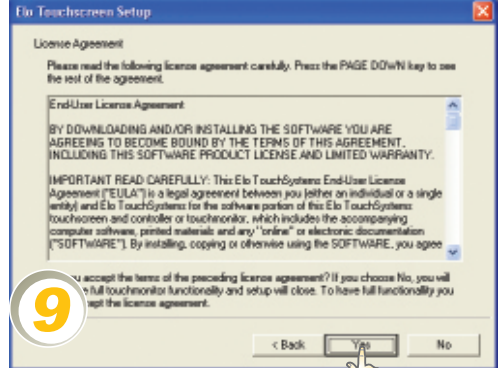 Elo Touchscreen Setup
License Agreement
Please read the following license agreement carefully. Press the PAGE DOWN key to see
the rest of the agreement.
End-User License Agreement
BY DOWNLOADING AND/OR INSTALLING THE SOFTWARE YOU ARE
AGREEING TO BECOME BOUND BY THE TERMS OF THIS AGREEMENT,
INCLUDING THIS SOFTWARE PRODUCT LICENSE AND LIMITED WARRANTY.
IMPORTANT READ CAREFULLY: This Elo TouchSystems End-User License
Agreement ("EULA") is a legal agreement between you (either an individual or a single
entity) and Elo TouchSystems for the software portion of this Elo TouchSystems
touchscreen and controller or touchmonitor, which includes the accompanying
computer software, printed materials and any "online" or electronic documentation
("SOFTWARE"). By installing, copying or otherwise using the SOFTWARE, you agree
you accept the terms of the preceding license agreement? If you choose No, you will
full touchmonitor functionality and setup will close. To have full functionality you
the license agreement.
9
< Back Yes No